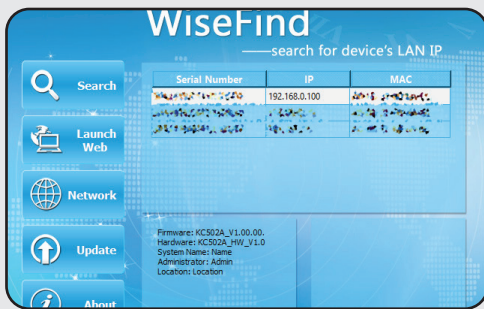 WiseFind
——search for device's LAN IP
Search
Serial Number IP MAC
192.168.0.100
Launch
Web
Network
Firmware: KC502A_V1.00.00.
Hardware: KC502A_HW_V1.0
System Name: Name
Administrator: Admin
Location: Location
Update
About